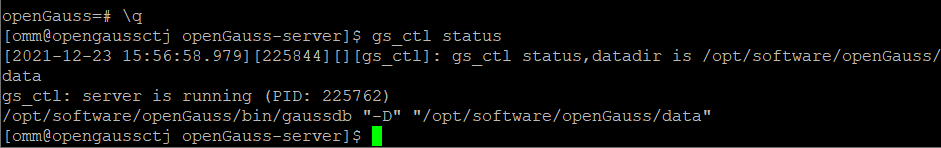 openGauss=# \q
[omm@opengaussctj openGauss-server]$ gs_ctl status
[2021-12-23 15:56:58.979][225844][][gs_ctl]: gs_ctl status,datadir is /opt/software/openGauss/
data
gs_ctl: server is running (PID: 225762)
/opt/software/openGauss/bin/gaussdb "-D" "/opt/software/openGauss/data"
[omm@opengaussctj openGauss-server]$